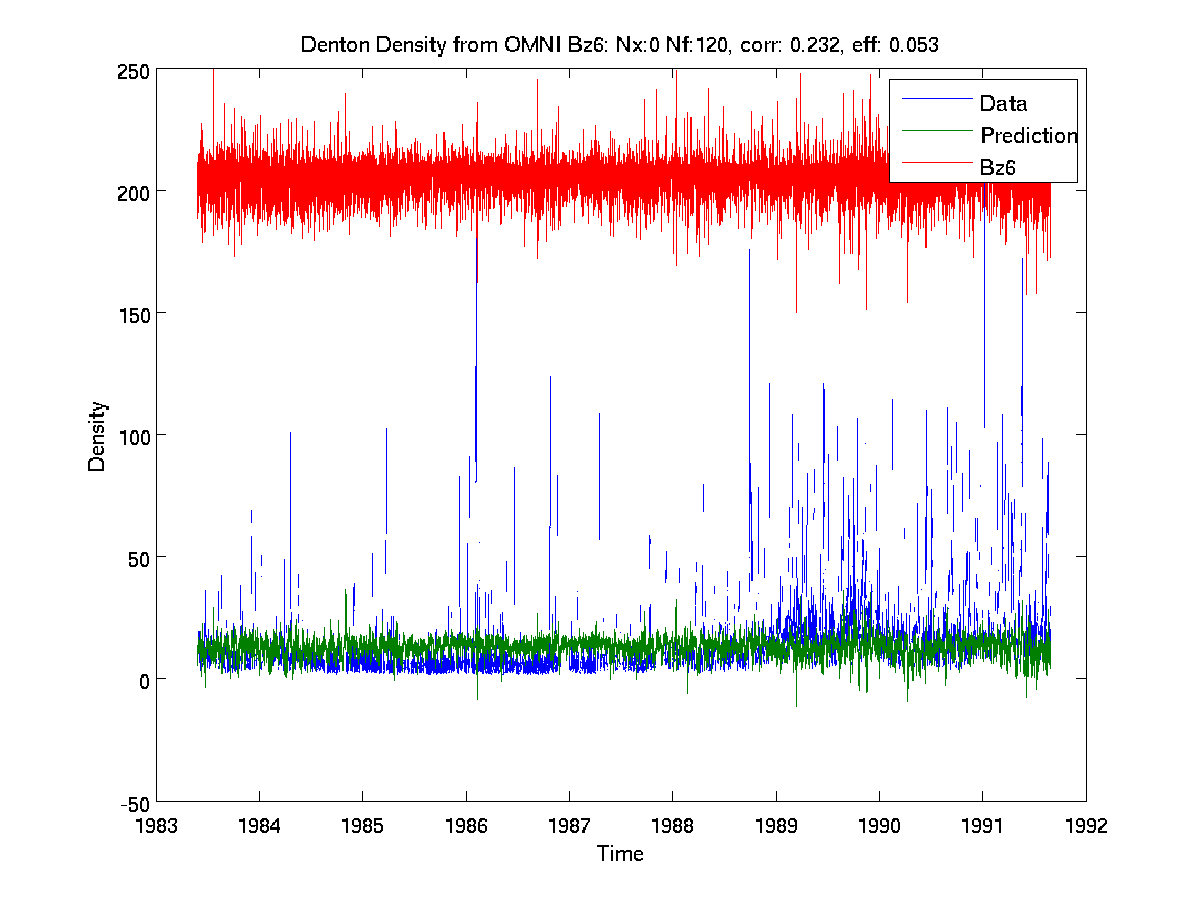 Denton Density from OMNI Bz6: Nx:0 Nf:120, corr: 0.232, eff: 0.053
250
200
150
100
50
0
-50
Density
Data
Prediction
Bz6
1983 1984 1985 1986 1987 1988 1989 1990 1991 1992
Time